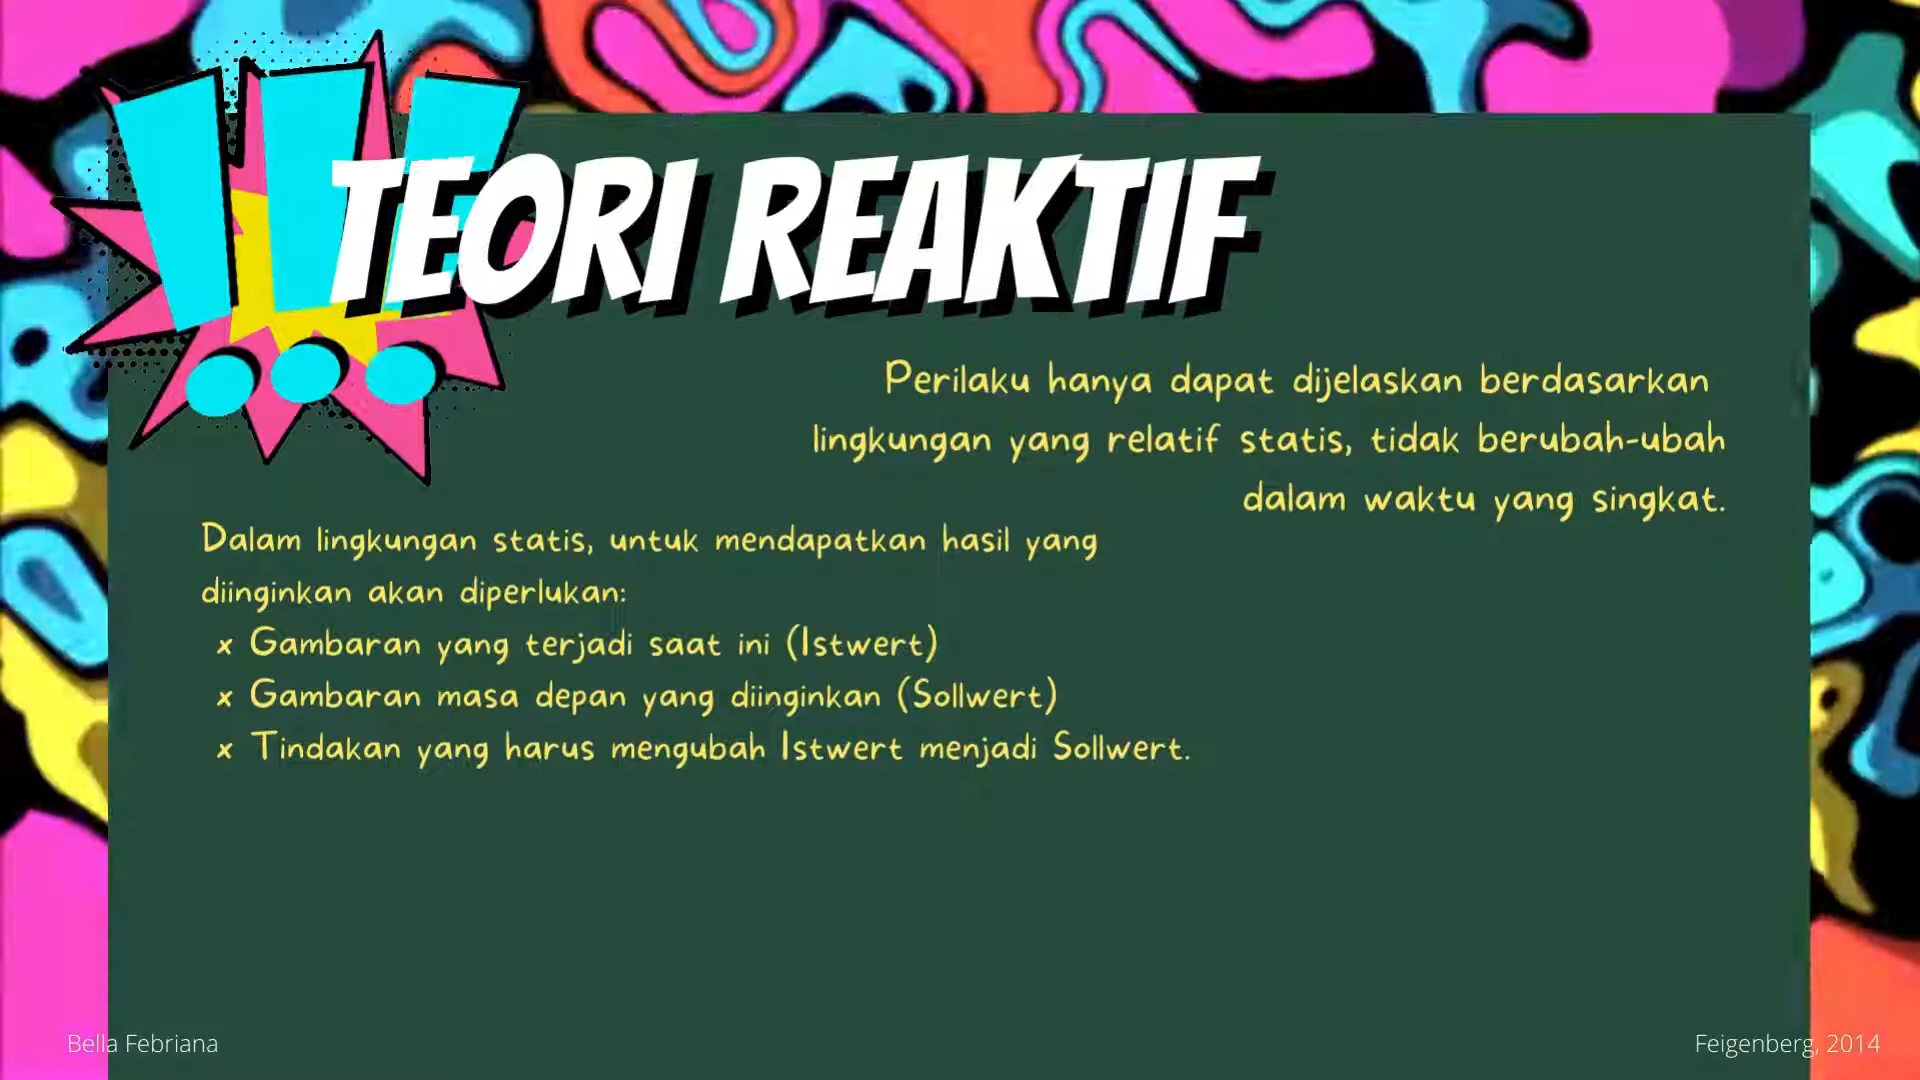 TEORI REAKTIF
Perilaku hanya dapat dijelaskan berdasarkan
lingkungan yang relatif statis, tidak berubah-ubah
dalam waktu yang singkat.
Dalam lingkungan statis, untuk mendapatkan hasil yang
diinginkan akan diperlukan:
x Gambaran yang terjadi saat ini (Istwert)
x Gambaran masa depan yang diinginkan (Sollwert)
x Tindakan yang harus mengubah Istwert menjadi Sollwert.
Bella Febriana
Feigenberg, 2014